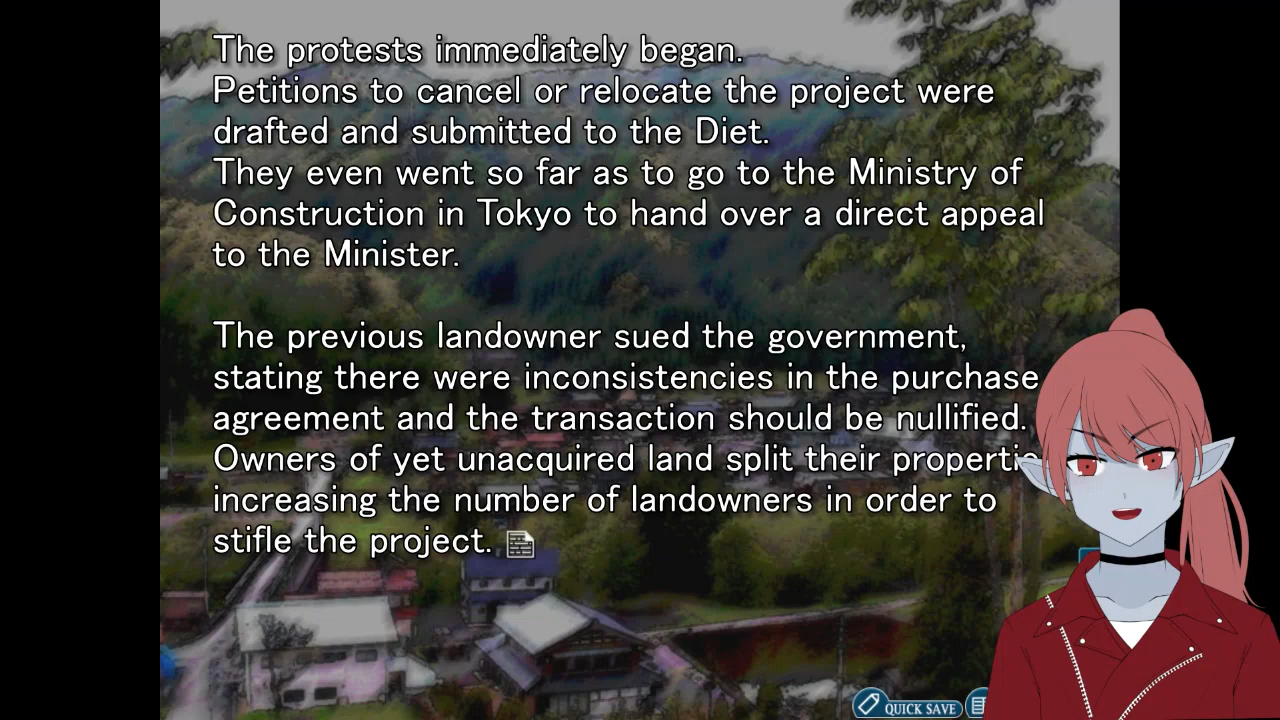 The protests immediately began.
Petitions to cancel or relocate the project were
drafted and submitted to the Diet.
They even went so far as to go to the Ministry of
Construction in Tokyo to hand over a direct appeal
to the Minister.
The previous landowner sued the government,
stating there were inconsistencies in the purchase
agreement and the transaction should be nullified.
Owners of yet unacquired land split their
increasing the number of landowners in order to
stifle the project.
QUICK SAVE